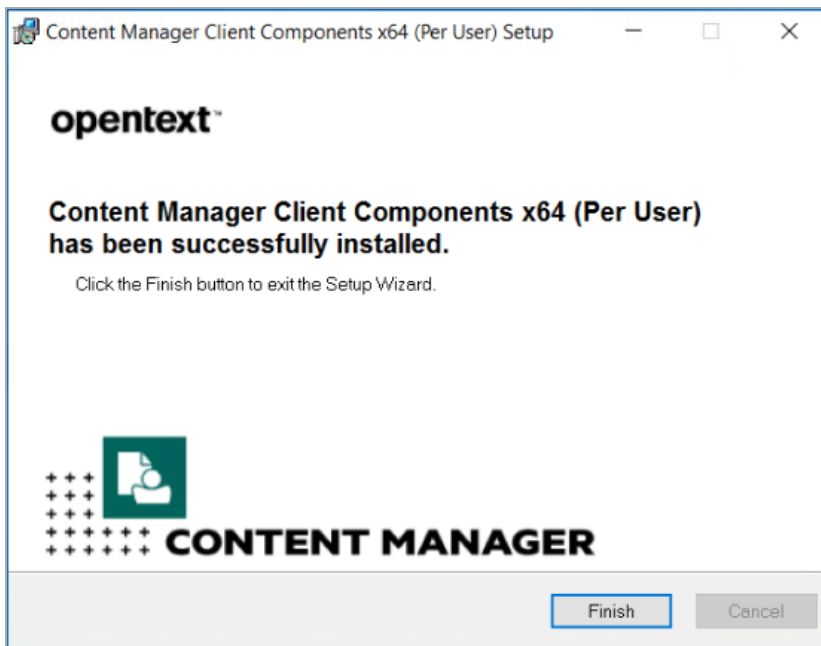 Content Manager Client Components x64 (Per User) Setup
opentext™
Content Manager Client Components x64 (Per User)
has been successfully installed.
Click the Finish button to exit the Setup Wizard.
CONTENT MANAGER
Finish Cancel